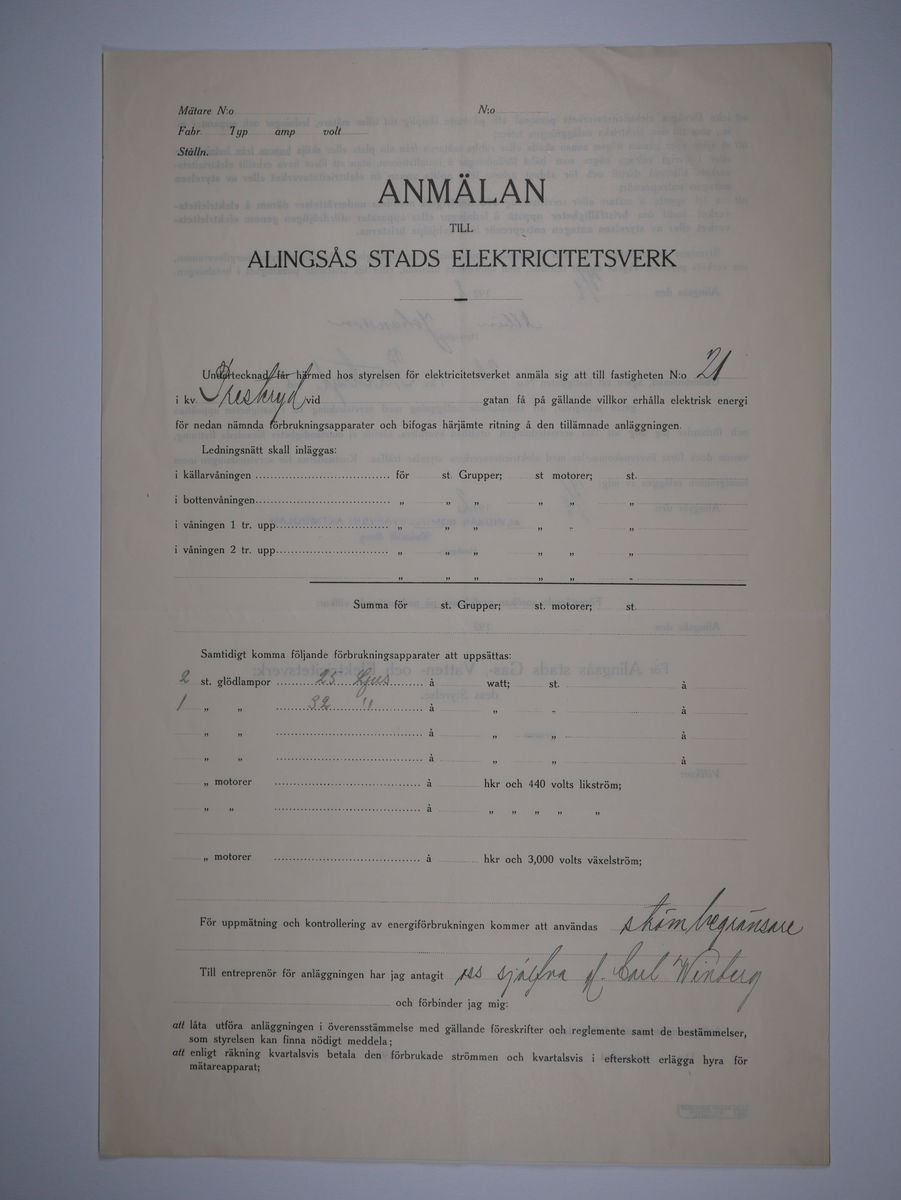 Mätare N:o N:o
Fabr Typ amp volt
Ställn.
ANMÄLAN
TILL
ALINGSÅS STADS ELEKTRICITETSVERK
Undertecknad får härmed hos styrelsen för elektricitetsverket anmäla sig att till fastigheten N:o 21
i kv. Prestryd vid gatan få på gällande villkor erhålla elektrisk energi
för nedan nämnda förbrukningsapparater och bifogas härjämte ritning å den tillämnade anläggningen.
Ledningsnätt skall inläggas:
i källarvåningen för st. Grupper; st motorer; st.
i bottenvåningen „ „ „ „ „ „
i våningen 1 tr. upp „ „ „ „ „ „
i våningen 2 tr. upp „ „ „ „ „ „
„ „ „ „ „ „
Summa för st. Grupper; st. motorer; st.
Samtidigt komma följande förbrukningsapparater att uppsättas:
2 st. glödlampor 25 ljus å watt; st. å
1 „ „ 32 " å „ „ å
„ „ å „ „ å
„ „ å „ „ å
„ motorer å hkr och 440 volts likström;
„ „ å „ „ „ „ „
„ motorer å hkr och 3,000 volts växelström;
För uppmätning och kontrollering av energiförbrukningen kommer att användas strömbegränsare
Till entreprenör för anläggningen har jag antagit oss sjólfva Carl Winberg
och förbinder jag mig:
att låta utföra anläggningen i överensstämmelse med gällande föreskrifter och reglemente samt de bestämmelser,
som styrelsen kan finna nödigt meddela;
att enligt räkning kvartalsvis betala den förbrukade strömmen och kvartalsvis i efterskott erlägga hyra för
mätareapparat;